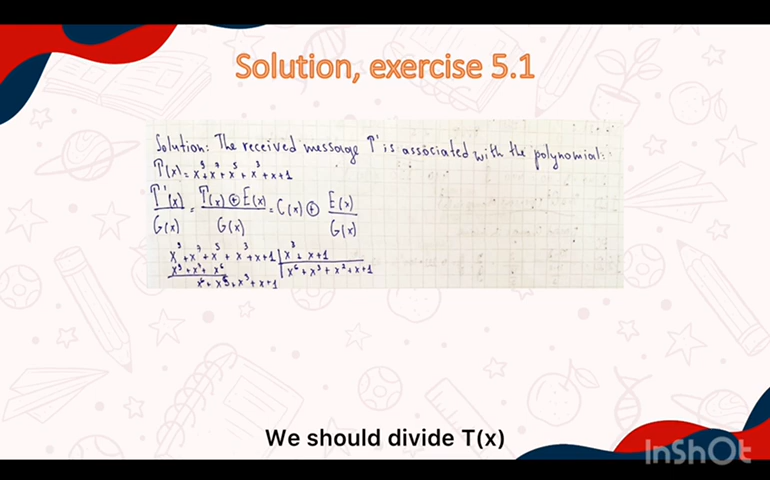 Solution, exercise 5.1
Solution: The received message T' is associated with the polynomial:
T'(x) = x⁹ + x⁷ + x⁵ + x³ + x + 1
T'(x)/G(x) = T(x) ⊕ E(x)/G(x) = C(x) ⊕ E(x)/G(x)
x⁹ + x⁷ + x⁵ + x³ + x + 1 | x³ + x + 1
x⁹ + x⁷ + x⁶ | x⁶ + x³ + x² + x + 1
x⁶ + x⁵ + x³ + x + 1
We should divide T(x)
InShOt